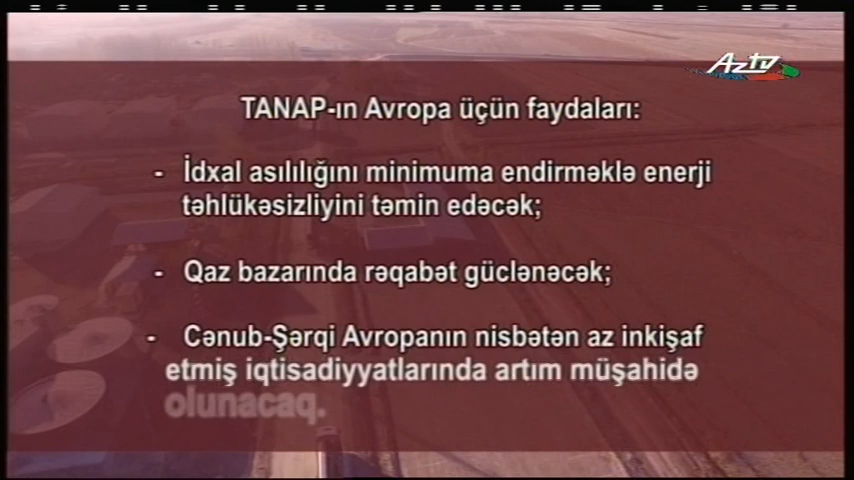 AzTV
TANAP-ın Avropa üçün faydaları:
- İdxal asılılığını minimuma endirməklə enerji
təhlükəsizliyini təmin edəcək;
- Qaz bazarında rəqabət güclənəcək;
- Cənub-Şərqi Avropanın nisbətən az inkişaf
etmiş iqtisadiyyatlarında artım müşahidə
olunacaq.